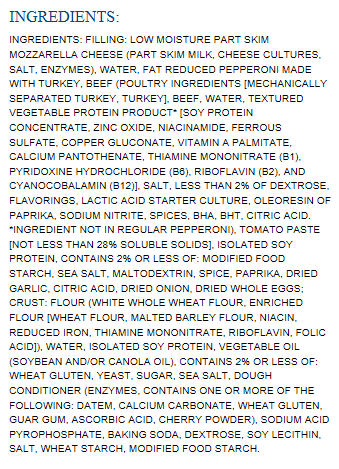 INGREDIENTS:
INGREDIENTS: FILLING: LOW MOISTURE PART SKIM
MOZZARELLA CHEESE (PART SKIM MILK, CHEESE CULTURES,
SALT, ENZYMES), WATER, FAT REDUCED PEPPERONI MADE
WITH TURKEY, BEEF (POULTRY INGREDIENTS [MECHANICALLY
SEPARATED TURKEY, TURKEY], BEEF, WATER, TEXTURED
VEGETABLE PROTEIN PRODUCT* [SOY PROTEIN
CONCENTRATE, ZINC OXIDE, NIACINAMIDE, FERROUS
SULFATE, COPPER GLUCONATE, VITAMIN A PALMITATE,
CALCIUM PANTOTHENATE, THIAMINE MONONITRATE (B1),
PYRIDOXINE HYDROCHLORIDE (B6), RIBOFLAVIN (B2), AND
CYANOCOBALAMIN (B12)], SALT, LESS THAN 2% OF DEXTROSE,
FLAVORINGS, LACTIC ACID STARTER CULTURE, OLEORESIN OF
PAPRIKA, SODIUM NITRITE, SPICES, BHA, BHT, CITRIC ACID.
*INGREDIENT NOT IN REGULAR PEPPERONI), TOMATO PASTE
[NOT LESS THAN 28% SOLUBLE SOLIDS], ISOLATED SOY
PROTEIN, CONTAINS 2% OR LESS OF: MODIFIED FOOD
STARCH, SEA SALT, MALTODEXTRIN, SPICE, PAPRIKA, DRIED
GARLIC, CITRIC ACID, DRIED ONION, DRIED WHOLE EGGS;
CRUST: FLOUR (WHITE WHOLE WHEAT FLOUR, ENRICHED
FLOUR [WHEAT FLOUR, MALTED BARLEY FLOUR, NIACIN,
REDUCED IRON, THIAMINE MONONITRATE, RIBOFLAVIN, FOLIC
ACID]), WATER, ISOLATED SOY PROTEIN, VEGETABLE OIL
(SOYBEAN AND/OR CANOLA OIL), CONTAINS 2% OR LESS OF:
WHEAT GLUTEN, YEAST, SUGAR, SEA SALT, DOUGH
CONDITIONER (ENZYMES, CONTAINS ONE OR MORE OF THE
FOLLOWING: DATEM, CALCIUM CARBONATE, WHEAT GLUTEN,
GUAR GUM, ASCORBIC ACID, CHERRY POWDER), SODIUM ACID
PYROPHOSPHATE, BAKING SODA, DEXTROSE, SOY LECITHIN,
SALT, WHEAT STARCH, MODIFIED FOOD STARCH.